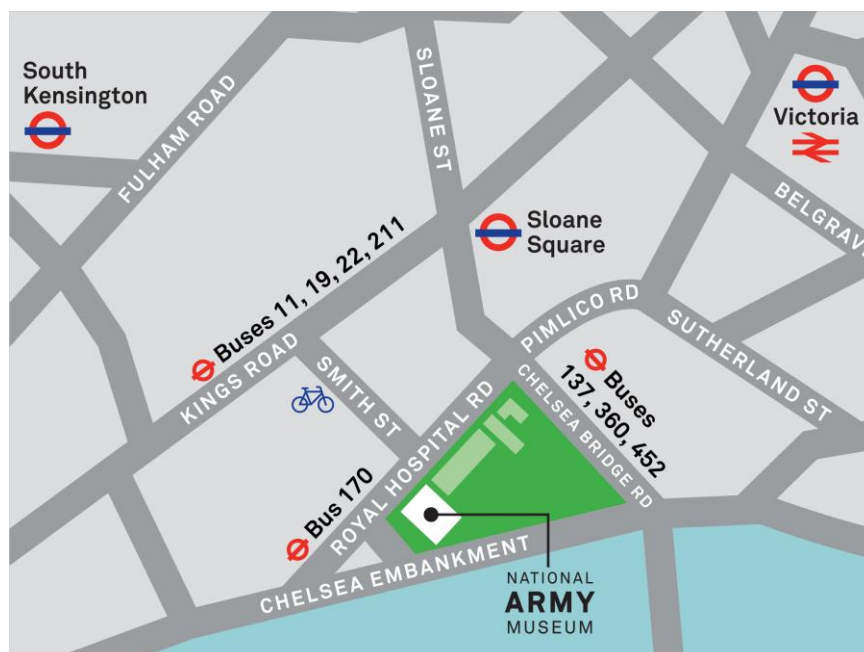 South
Kensington
FULHAM ROAD
SLOANE ST
Victoria
BELGRAV
Sloane
Square
Buses 11, 19, 22, 211
KINGS ROAD
SMITH ST
PIMLICO RD
SUTHERLAND ST
Buses
137, 360, 452
CHELSEA BRIDGE RD
ROYAL HOSPITAL RD
Bus 170
CHELSEA EMBANKMENT
NATIONAL
ARMY
MUSEUM